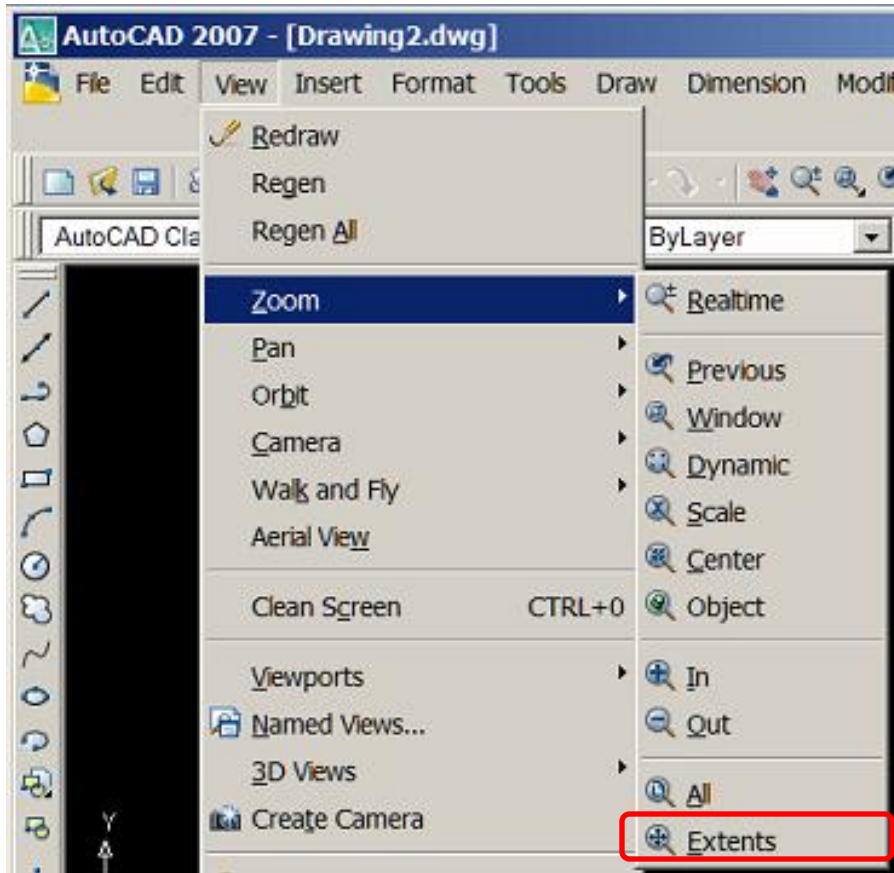 AutoCAD 2007 - [Drawing2.dwg]
File Edit View Insert Format Tools Draw Dimension Modif
Redraw
Regen
Regen All
AutoCAD Cla
ByLayer
Zoom
Pan
Orbit
Camera
Walk and Fly
Aerial View
Clean Screen CTRL+0
Viewports
Named Views...
3D Views
Create Camera
Realtime
Previous
Window
Dynamic
Scale
Center
Object
In
Out
All
Extents
Y